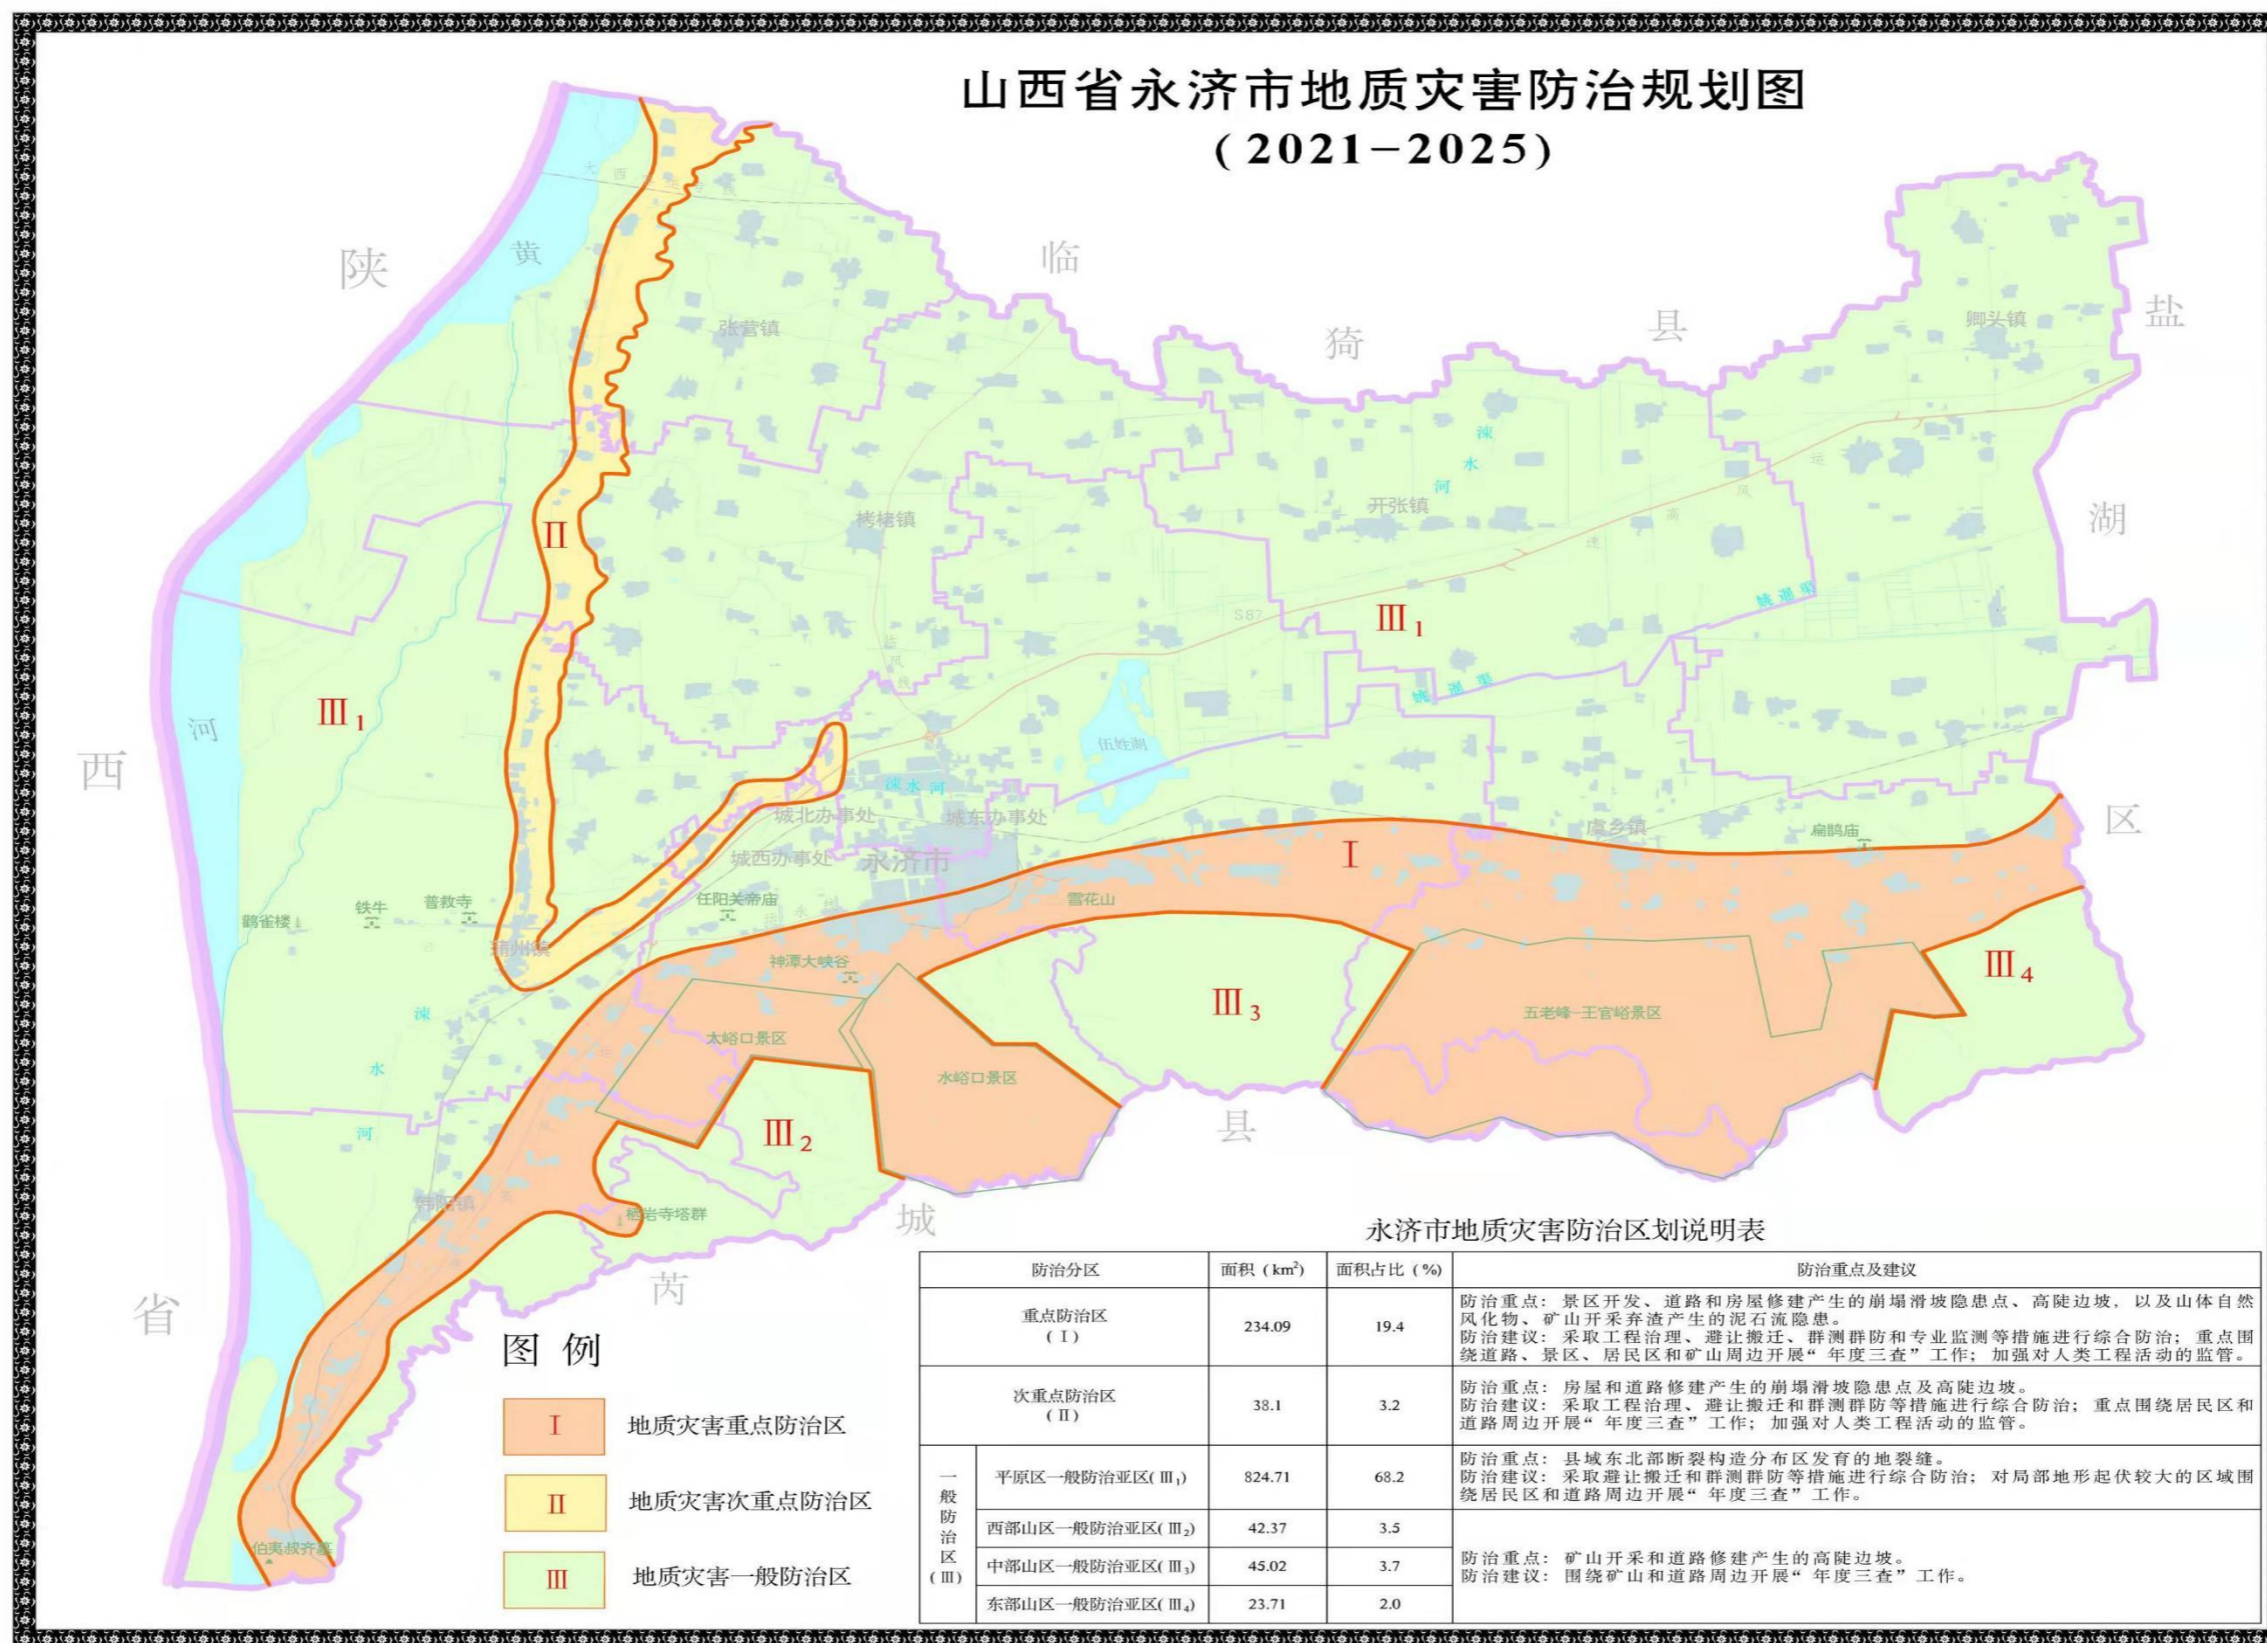 山西省永济市地质灾害防治规划图
(2021-2025)
陕
西
省
黄
河
临
猗
县
盐
湖
区
芮
城
县
大西
张营镇
卿头镇
栲栳镇
开张镇
涑
水
河
运
风
高
速
S87
姚暹渠
姚暹渠
运
风
线
伍姓湖
涑水河
城北办事处
城东办事处
城西办事处
永济市
虞乡镇
扁鹊庙
雪花山
任阳关帝庙
普救寺
铁牛
鹳雀楼
蒲州镇
神潭大峡谷
太峪口景区
水峪口景区
五老峰-王官峪景区
涑
水
河
韩阳镇
栖岩寺塔群
伯夷叔齐墓
Ⅰ
Ⅱ
Ⅲ1
Ⅲ1
Ⅲ2
Ⅲ3
Ⅲ4
图 例
Ⅰ 地质灾害重点防治区
Ⅱ 地质灾害次重点防治区
Ⅲ 地质灾害一般防治区
永济市地质灾害防治区划说明表
防治分区 面积(km²) 面积占比(%) 防治重点及建议
重点防治区
(Ⅰ)
234.09 19.4
防治重点：景区开发、道路和房屋修建产生的崩塌滑坡隐患点、高陡边坡，以及山体自然
风化物、矿山开采弃渣产生的泥石流隐患。
防治建议：采取工程治理、避让搬迁、群测群防和专业监测等措施进行综合防治；重点围
绕道路、景区、居民区和矿山周边开展“年度三查”工作；加强对人类工程活动的监管。
次重点防治区
(Ⅱ)
38.1 3.2
防治重点：房屋和道路修建产生的崩塌滑坡隐患点及高陡边坡。
防治建议：采取工程治理、避让搬迁和群测群防等措施进行综合防治；重点围绕居民区和
道路周边开展“年度三查”工作；加强对人类工程活动的监管。
一般防治区(Ⅲ)
平原区一般防治亚区(Ⅲ1) 824.71 68.2
防治重点：县域东北部断裂构造分布区发育的地裂缝。
防治建议：采取避让搬迁和群测群防等措施进行综合防治；对局部地形起伏较大的区域围
绕居民区和道路周边开展“年度三查”工作。
西部山区一般防治亚区(Ⅲ2) 42.37 3.5
中部山区一般防治亚区(Ⅲ3) 45.02 3.7
东部山区一般防治亚区(Ⅲ4) 23.71 2.0
防治重点：矿山开采和道路修建产生的高陡边坡。
防治建议：围绕矿山和道路周边开展“年度三查”工作。